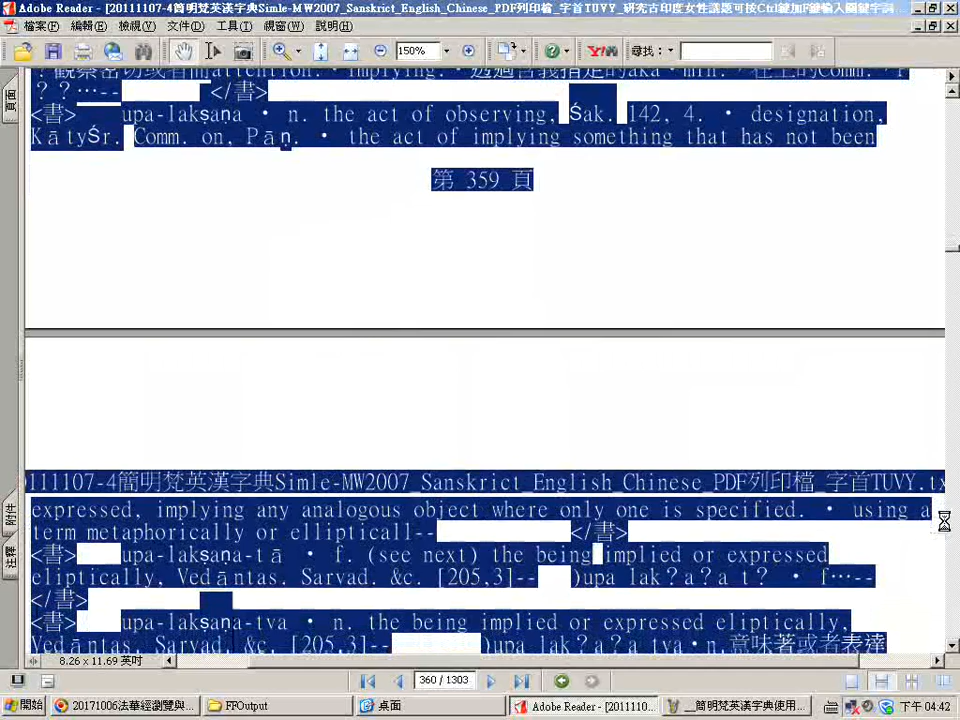 Adobe Reader - [20111107-4簡明梵英漢字典Simle-MW2007_Sanskrict_English_Chinese_PDF列印檔_字首TUVY_研究古印度女性議題可按Ctrl鍵加F鍵輸入關鍵字詞
檔案(F) 編輯(E) 檢視(V) 文件(D) 工具(T) 視窗(W) 說明(H)
150% 尋找:
頁面
? ?…-- </書>
<書> upa-lakṣaṇa • n. the act of observing, Śak. 142, 4. • designation,
KātyŚr. Comm. on, Pāṇ. • the act of implying something that has not been
第 359 頁
111107-4簡明梵英漢字典Simle-MW2007_Sanskrict_English_Chinese_PDF列印檔_字首TUVY.tx
expressed, implying any analogous object where only one is specified. • using a
term metaphorically or elliptically-- </書>
<書> upa-lakṣaṇa-tā • f. (see next) the being implied or expressed
eliptically, Vedāntas. Sarvad. &c. [205,3]-- )upa lak?a?a t? • f…--
</書>
<書> upa-lakṣaṇa-tva • n. the being implied or expressed eliptically,
Vedāntas. Sarvad. &c. [205,3]-- )upa lak?a?a tva•n.意味著或者表達
附件
註釋
8.26 x 11.69 英吋
360 / 1303
開始 20171006法華經瀏覽與... FFOutput 桌面 Adobe Reader - [201110... __簡明梵英字典使用... 下午 04:42